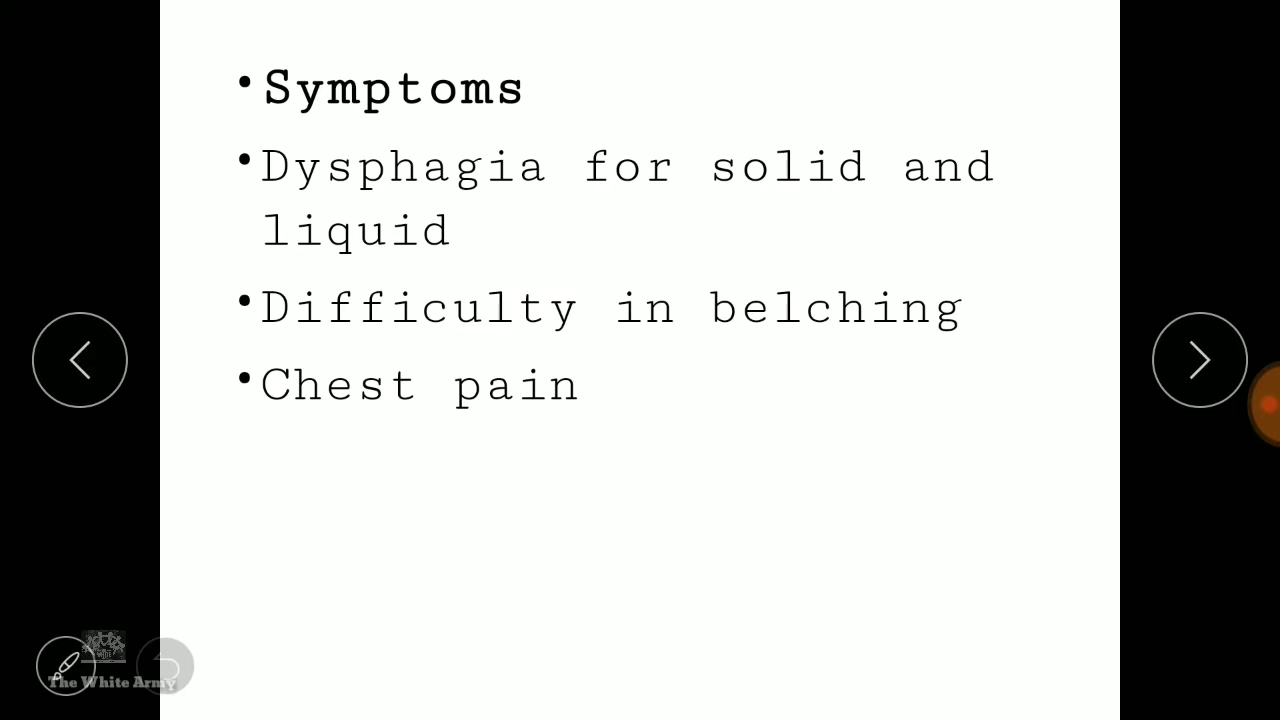 • Symptoms
• Dysphagia for solid and
liquid
• Difficulty in belching
• Chest pain
The White Army